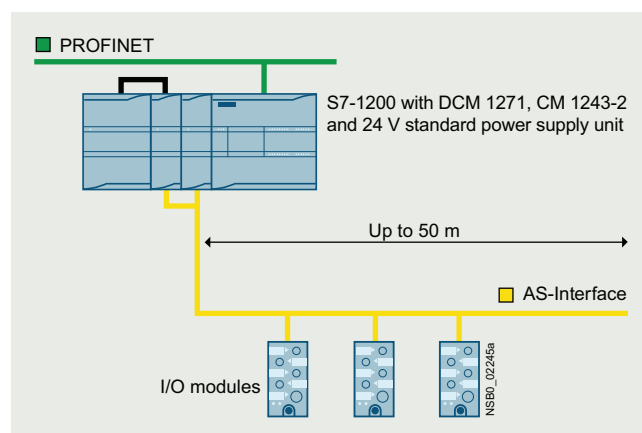 PROFINET
S7-1200 with DCM 1271, CM 1243-2
and 24 V standard power supply unit
Up to 50 m
AS-Interface
I/O modules
NSB0_02245a